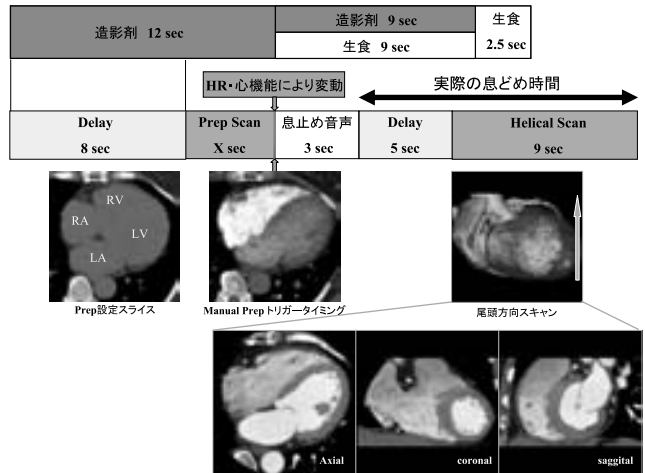 造影剤 12 sec
造影剤 9 sec
生食 9 sec
生食
2.5 sec
HR・心機能により変動
実際の息どめ時間
Delay
8 sec
Prep Scan
X sec
息止め音声
3 sec
Delay
5 sec
Helical Scan
9 sec
RV
RA
LV
LA
Prep設定スライス
Manual Prep トリガータイミング
尾頭方向スキャン
Axial
coronal
saggital